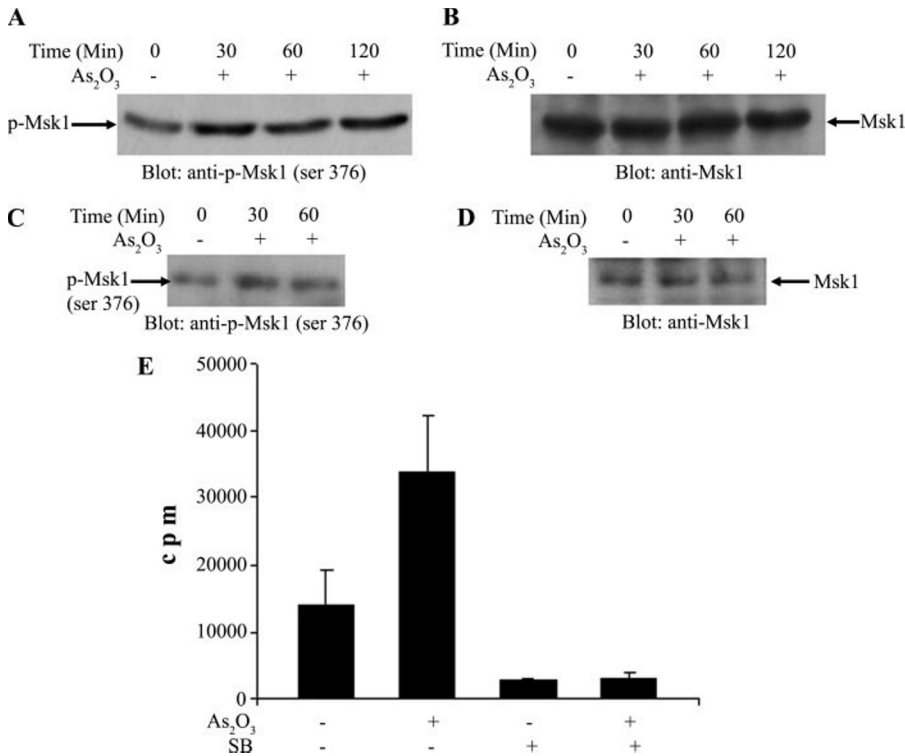 A
Time (Min) 0 30 60 120
As₂O₃ - + + +
p-Msk1
Blot: anti-p-Msk1 (ser 376)
B
Time (Min) 0 30 60 120
As₂O₃ - + + +
Msk1
Blot: anti-Msk1
C
Time (Min) 0 30 60
As₂O₃ - + +
p-Msk1
(ser 376)
Blot: anti-p-Msk1 (ser 376)
D
Time (Min) 0 30 60
As₂O₃ - + +
Msk1
Blot: anti-Msk1
E
50000
40000
30000
20000
10000
0
c p m
As₂O₃ - + - +
SB - - + +